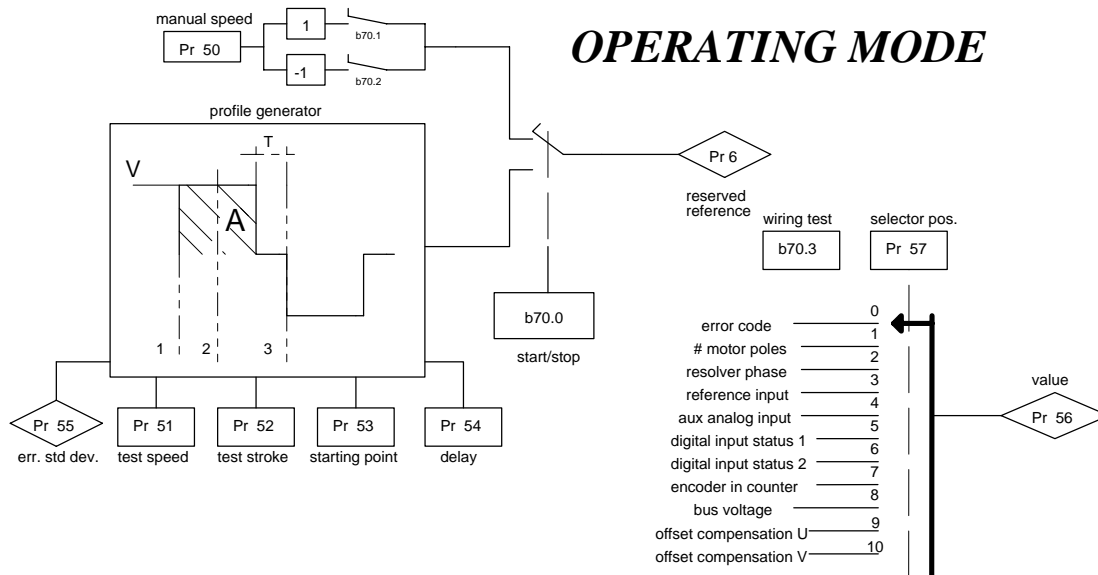 OPERATING MODE
manual speed
Pr 50
1
b70.1
-1
b70.2
profile generator
V
T
A
1
2
3
Pr 55
err. std dev.
Pr 51
test speed
Pr 52
test stroke
Pr 53
starting point
Pr 54
delay
b70.0
start/stop
Pr 6
reserved
reference
wiring test
b70.3
selector pos.
Pr 57
error code 0
# motor poles 1
resolver phase 2
reference input 3
aux analog input 4
digital input status 1 5
digital input status 2 6
encoder in counter 7
bus voltage 8
offset compensation U 9
offset compensation V 10
value
Pr 56